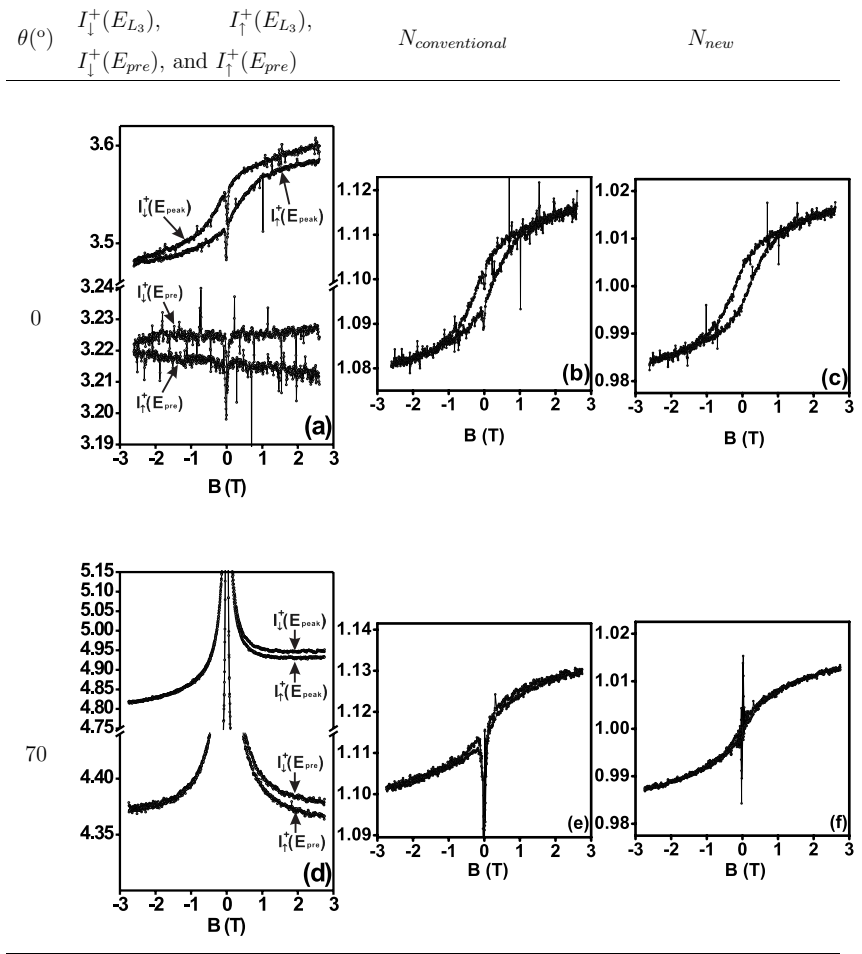 θ(º) I↓+(E_L3), I↑+(E_L3), N_conventional N_new
I↓+(E_pre), and I↑+(E_pre)
0
3.6
3.5
3.24
3.23
3.22
3.21
3.20
3.19
I↓+(Epeak)
I↑+(Epeak)
I↓+(Epre)
I↑+(Epre)
(a)
-3 -2 -1 0 1 2 3
B (T)
1.12
1.11
1.10
1.09
1.08
(b)
-3 -2 -1 0 1 2 3
B (T)
1.02
1.01
1.00
0.99
0.98
(c)
-3 -2 -1 0 1 2 3
B (T)
70
5.15
5.10
5.05
5.00
4.95
4.90
4.85
4.80
4.75
4.40
4.35
I↓+(Epeak)
I↑+(Epeak)
I↓+(Epre)
I↑+(Epre)
(d)
-3 -2 -1 0 1 2 3
B (T)
1.14
1.13
1.12
1.11
1.10
1.09
(e)
-3 -2 -1 0 1 2 3
B (T)
1.02
1.01
1.00
0.99
0.98
(f)
-3 -2 -1 0 1 2 3
B (T)